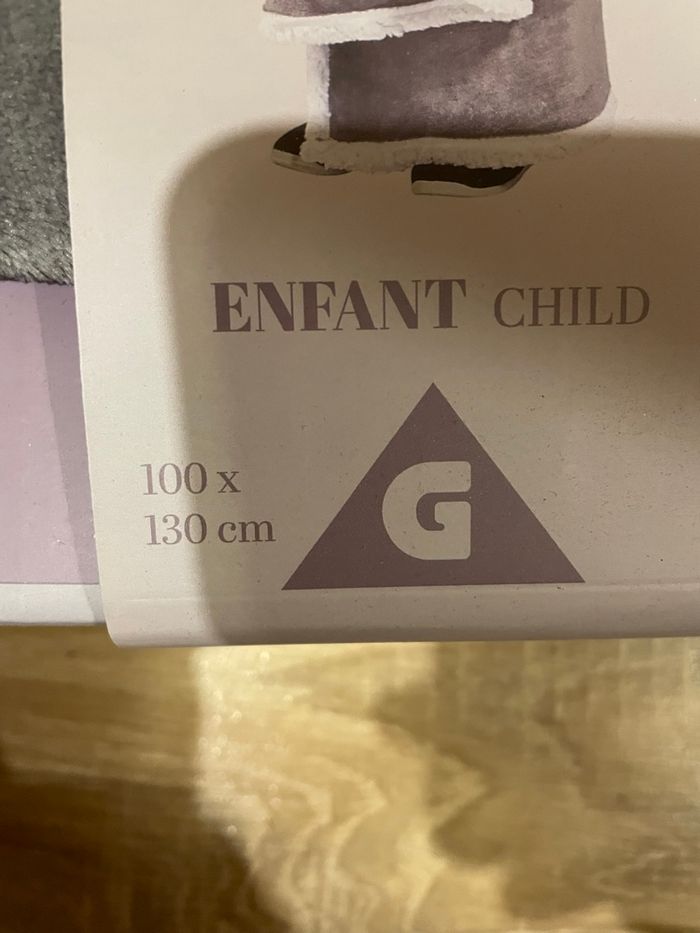 ENFANT CHILD
100 x
130 cm
G